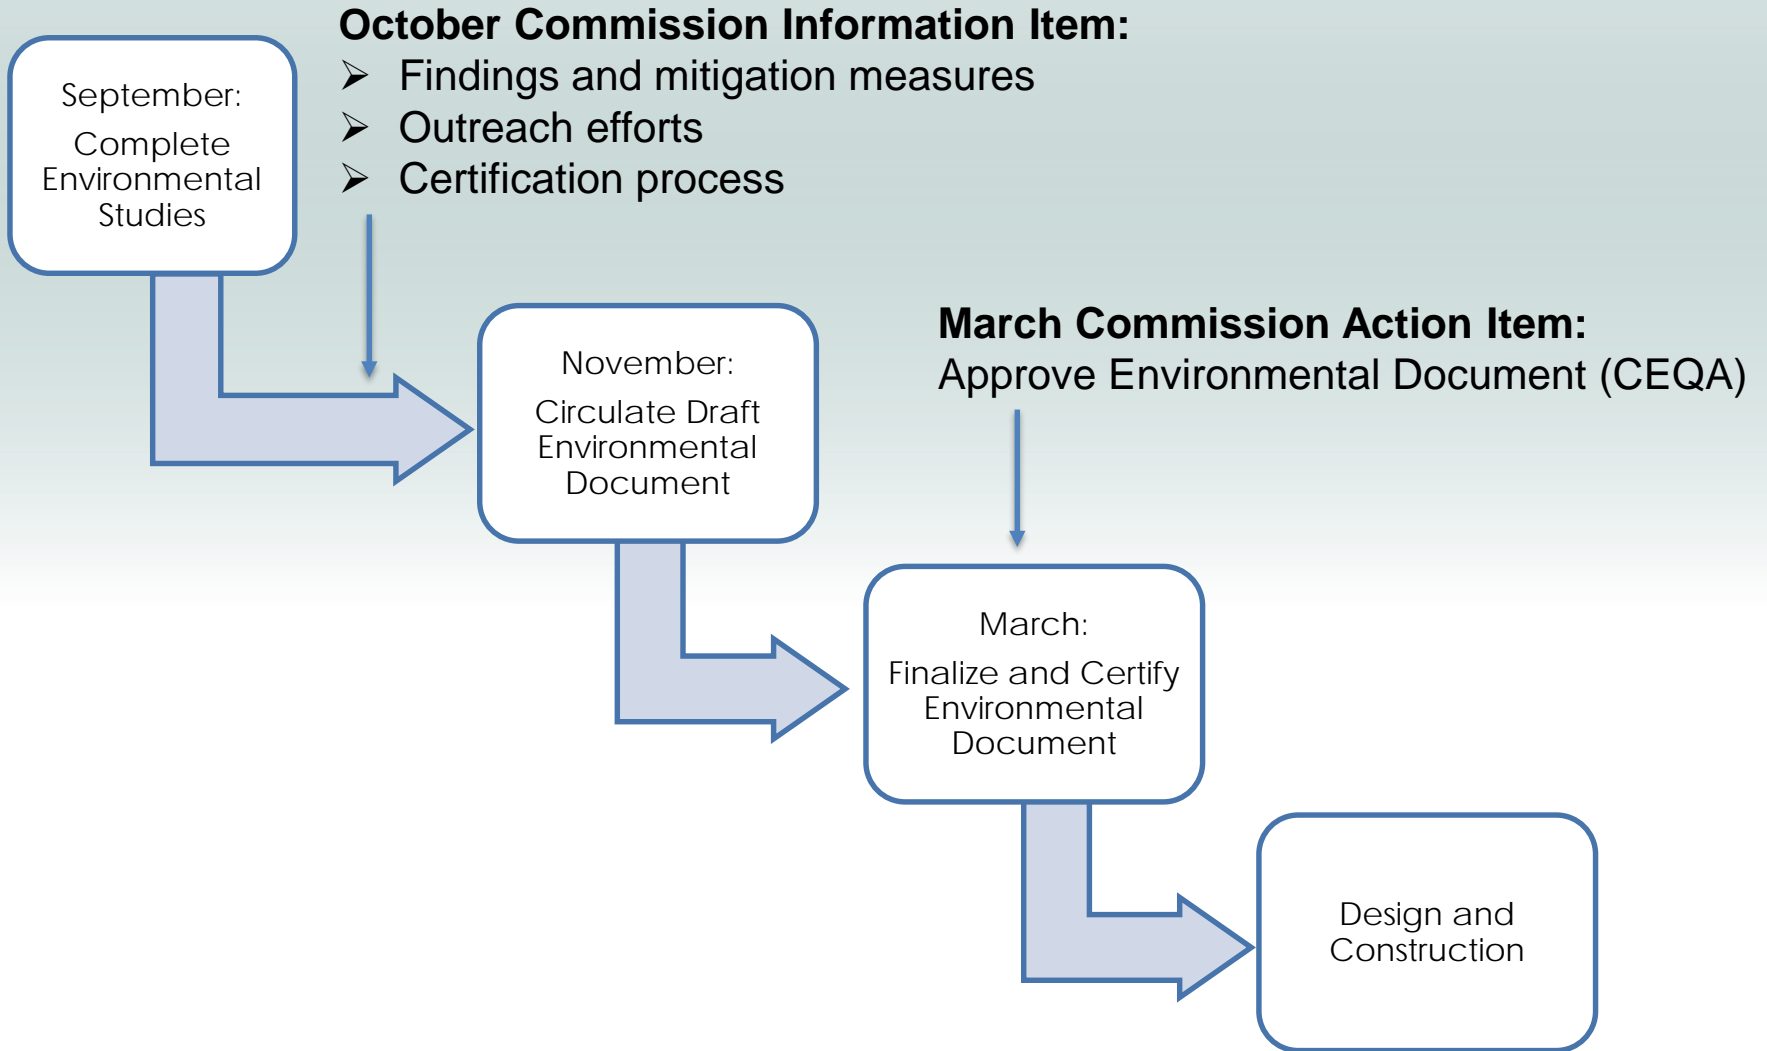 October Commission Information Item:
➢ Findings and mitigation measures
➢ Outreach efforts
➢ Certification process
September:
Complete
Environmental
Studies
March Commission Action Item:
Approve Environmental Document (CEQA)
November:
Circulate Draft
Environmental
Document
March:
Finalize and Certify
Environmental
Document
Design and
Construction